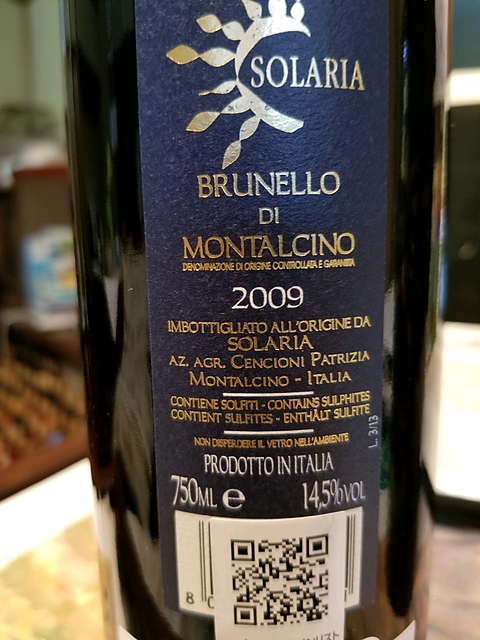 SOLARIA
BRUNELLO
DI
MONTALCINO
DENOMINAZIONE DI ORIGINE CONTROLLATA E GARANTITA
2009
IMBOTTIGLIATO ALL'ORIGINE DA
SOLARIA
AZ. AGR. CENCIONI PATRIZIA
MONTALCINO - ITALIA
CONTIENE SOLFITI - CONTAINS SULPHITES
CONTIENT SULFITES - ENTHÄLT SULFITE
L. 3/13
NON DISPERDERE IL VETRO NELL'AMBIENTE
PRODOTTO IN ITALIA
750ML e 14,5%VOL
8